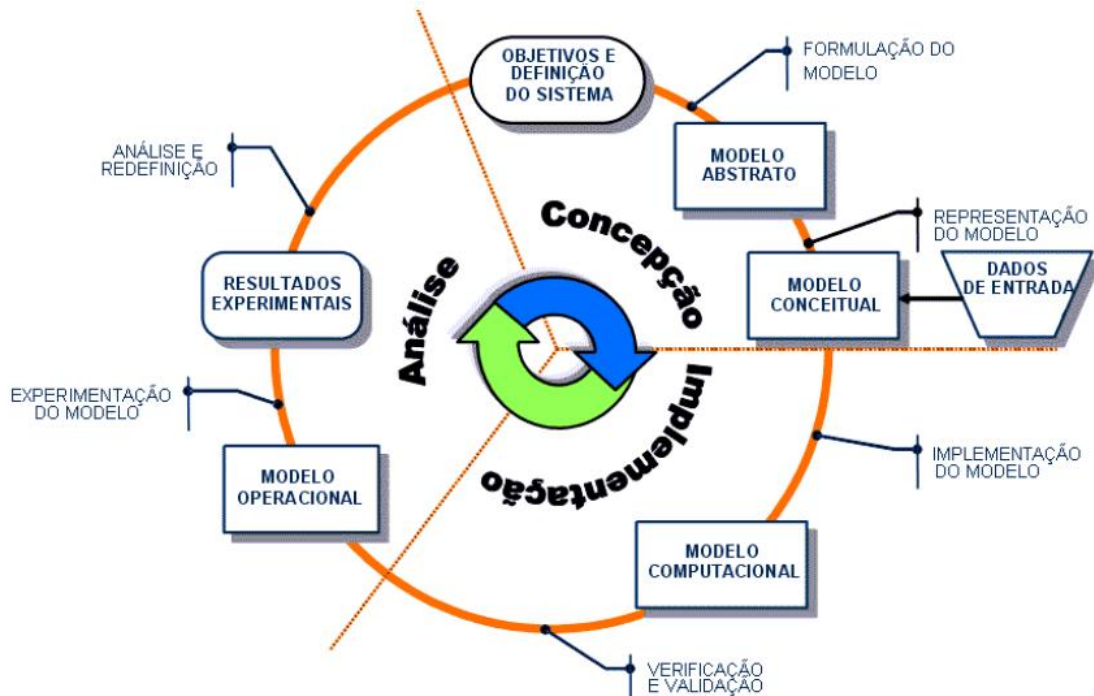 OBJETIVOS E
DEFINIÇÃO
DO SISTEMA
FORMULAÇÃO DO
MODELO
MODELO
ABSTRATO
REPRESENTAÇÃO
DO MODELO
MODELO
CONCEITUAL
DADOS
DE ENTRADA
IMPLEMENTAÇÃO
DO MODELO
MODELO
COMPUTACIONAL
VERIFICAÇÃO
E VALIDAÇÃO
MODELO
OPERACIONAL
EXPERIMENTAÇÃO
DO MODELO
RESULTADOS
EXPERIMENTAIS
ANÁLISE E
REDEFINIÇÃO
Concepção
Implementação
Análise